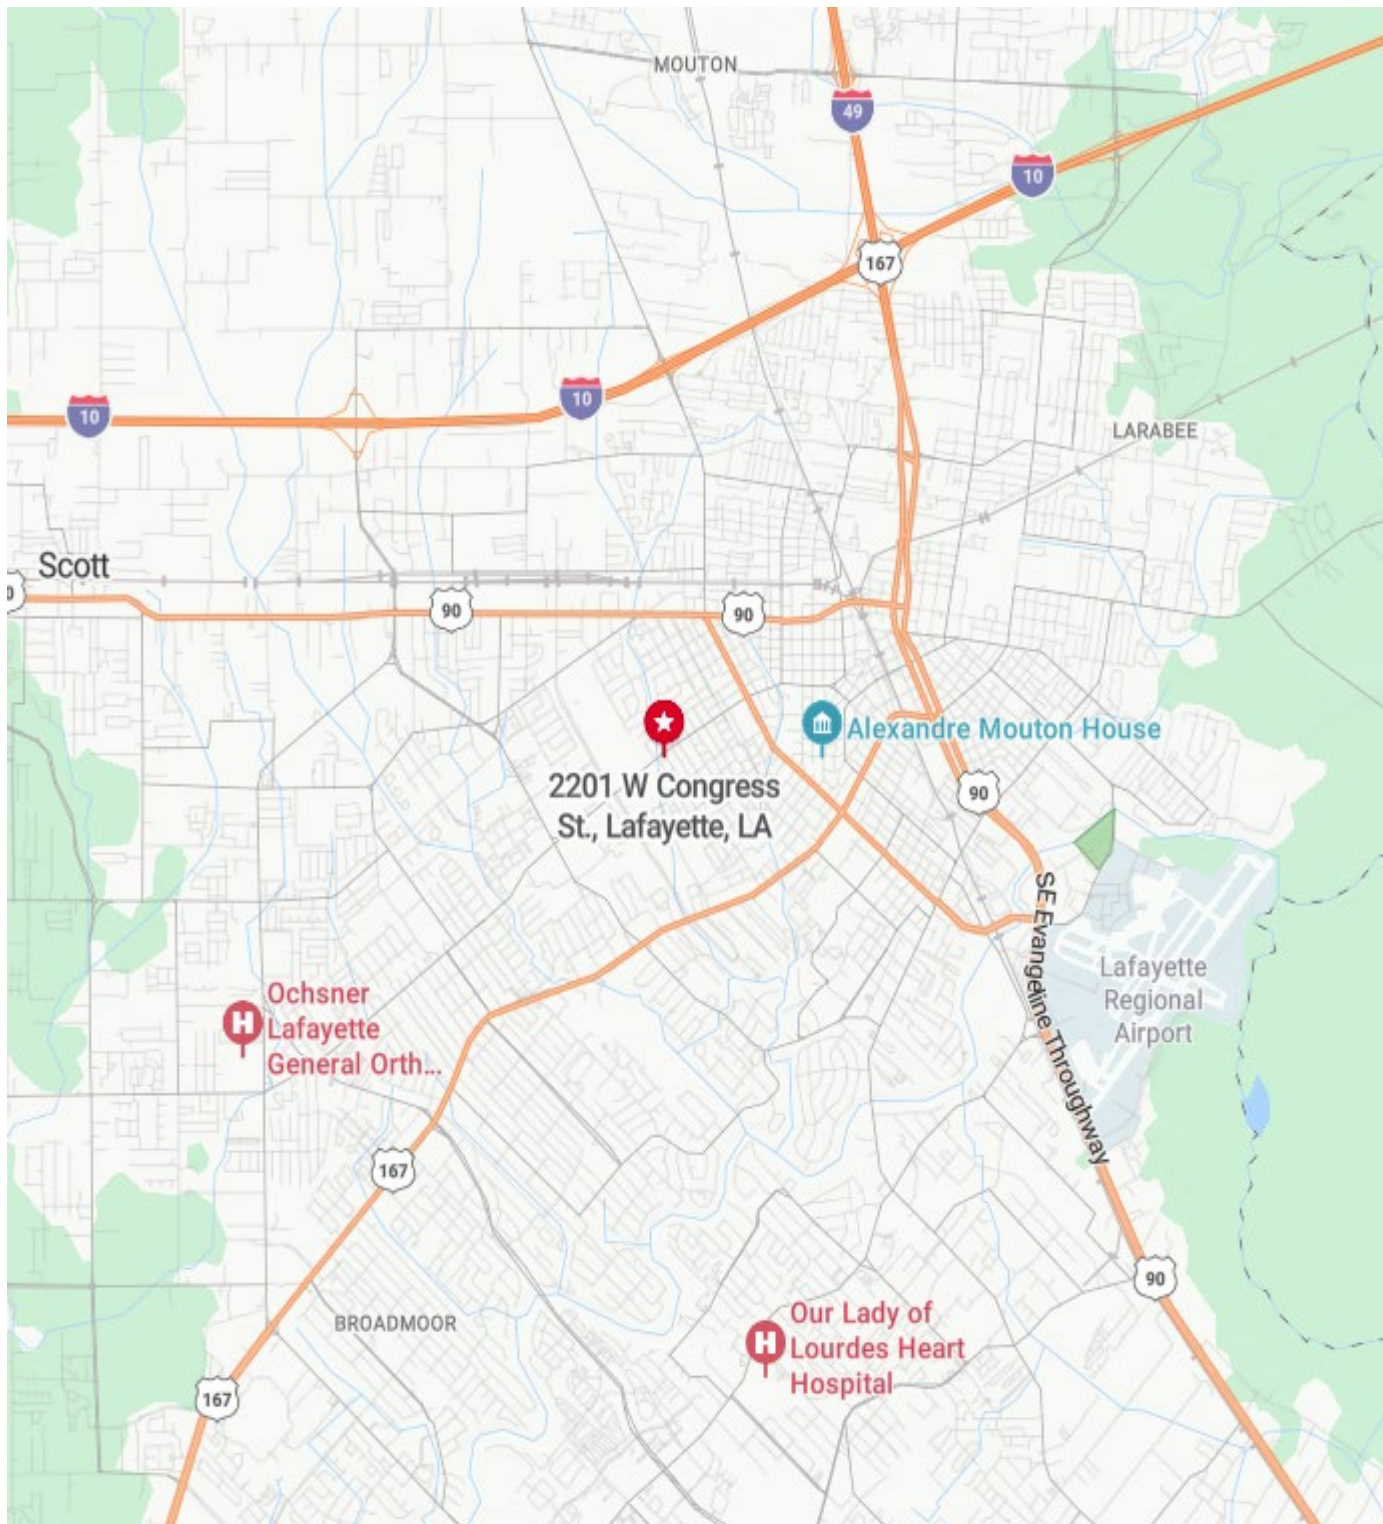 MOUTON
49
10
167
10
10
LARABEE
Scott
0
90
90
Alexandre Mouton House
2201 W Congress
St., Lafayette, LA
90
SE Evangeline Throughway
Lafayette
Regional
Airport
Ochsner
Lafayette
General Orth...
167
90
Our Lady of
Lourdes Heart
Hospital
BROADMOOR
167